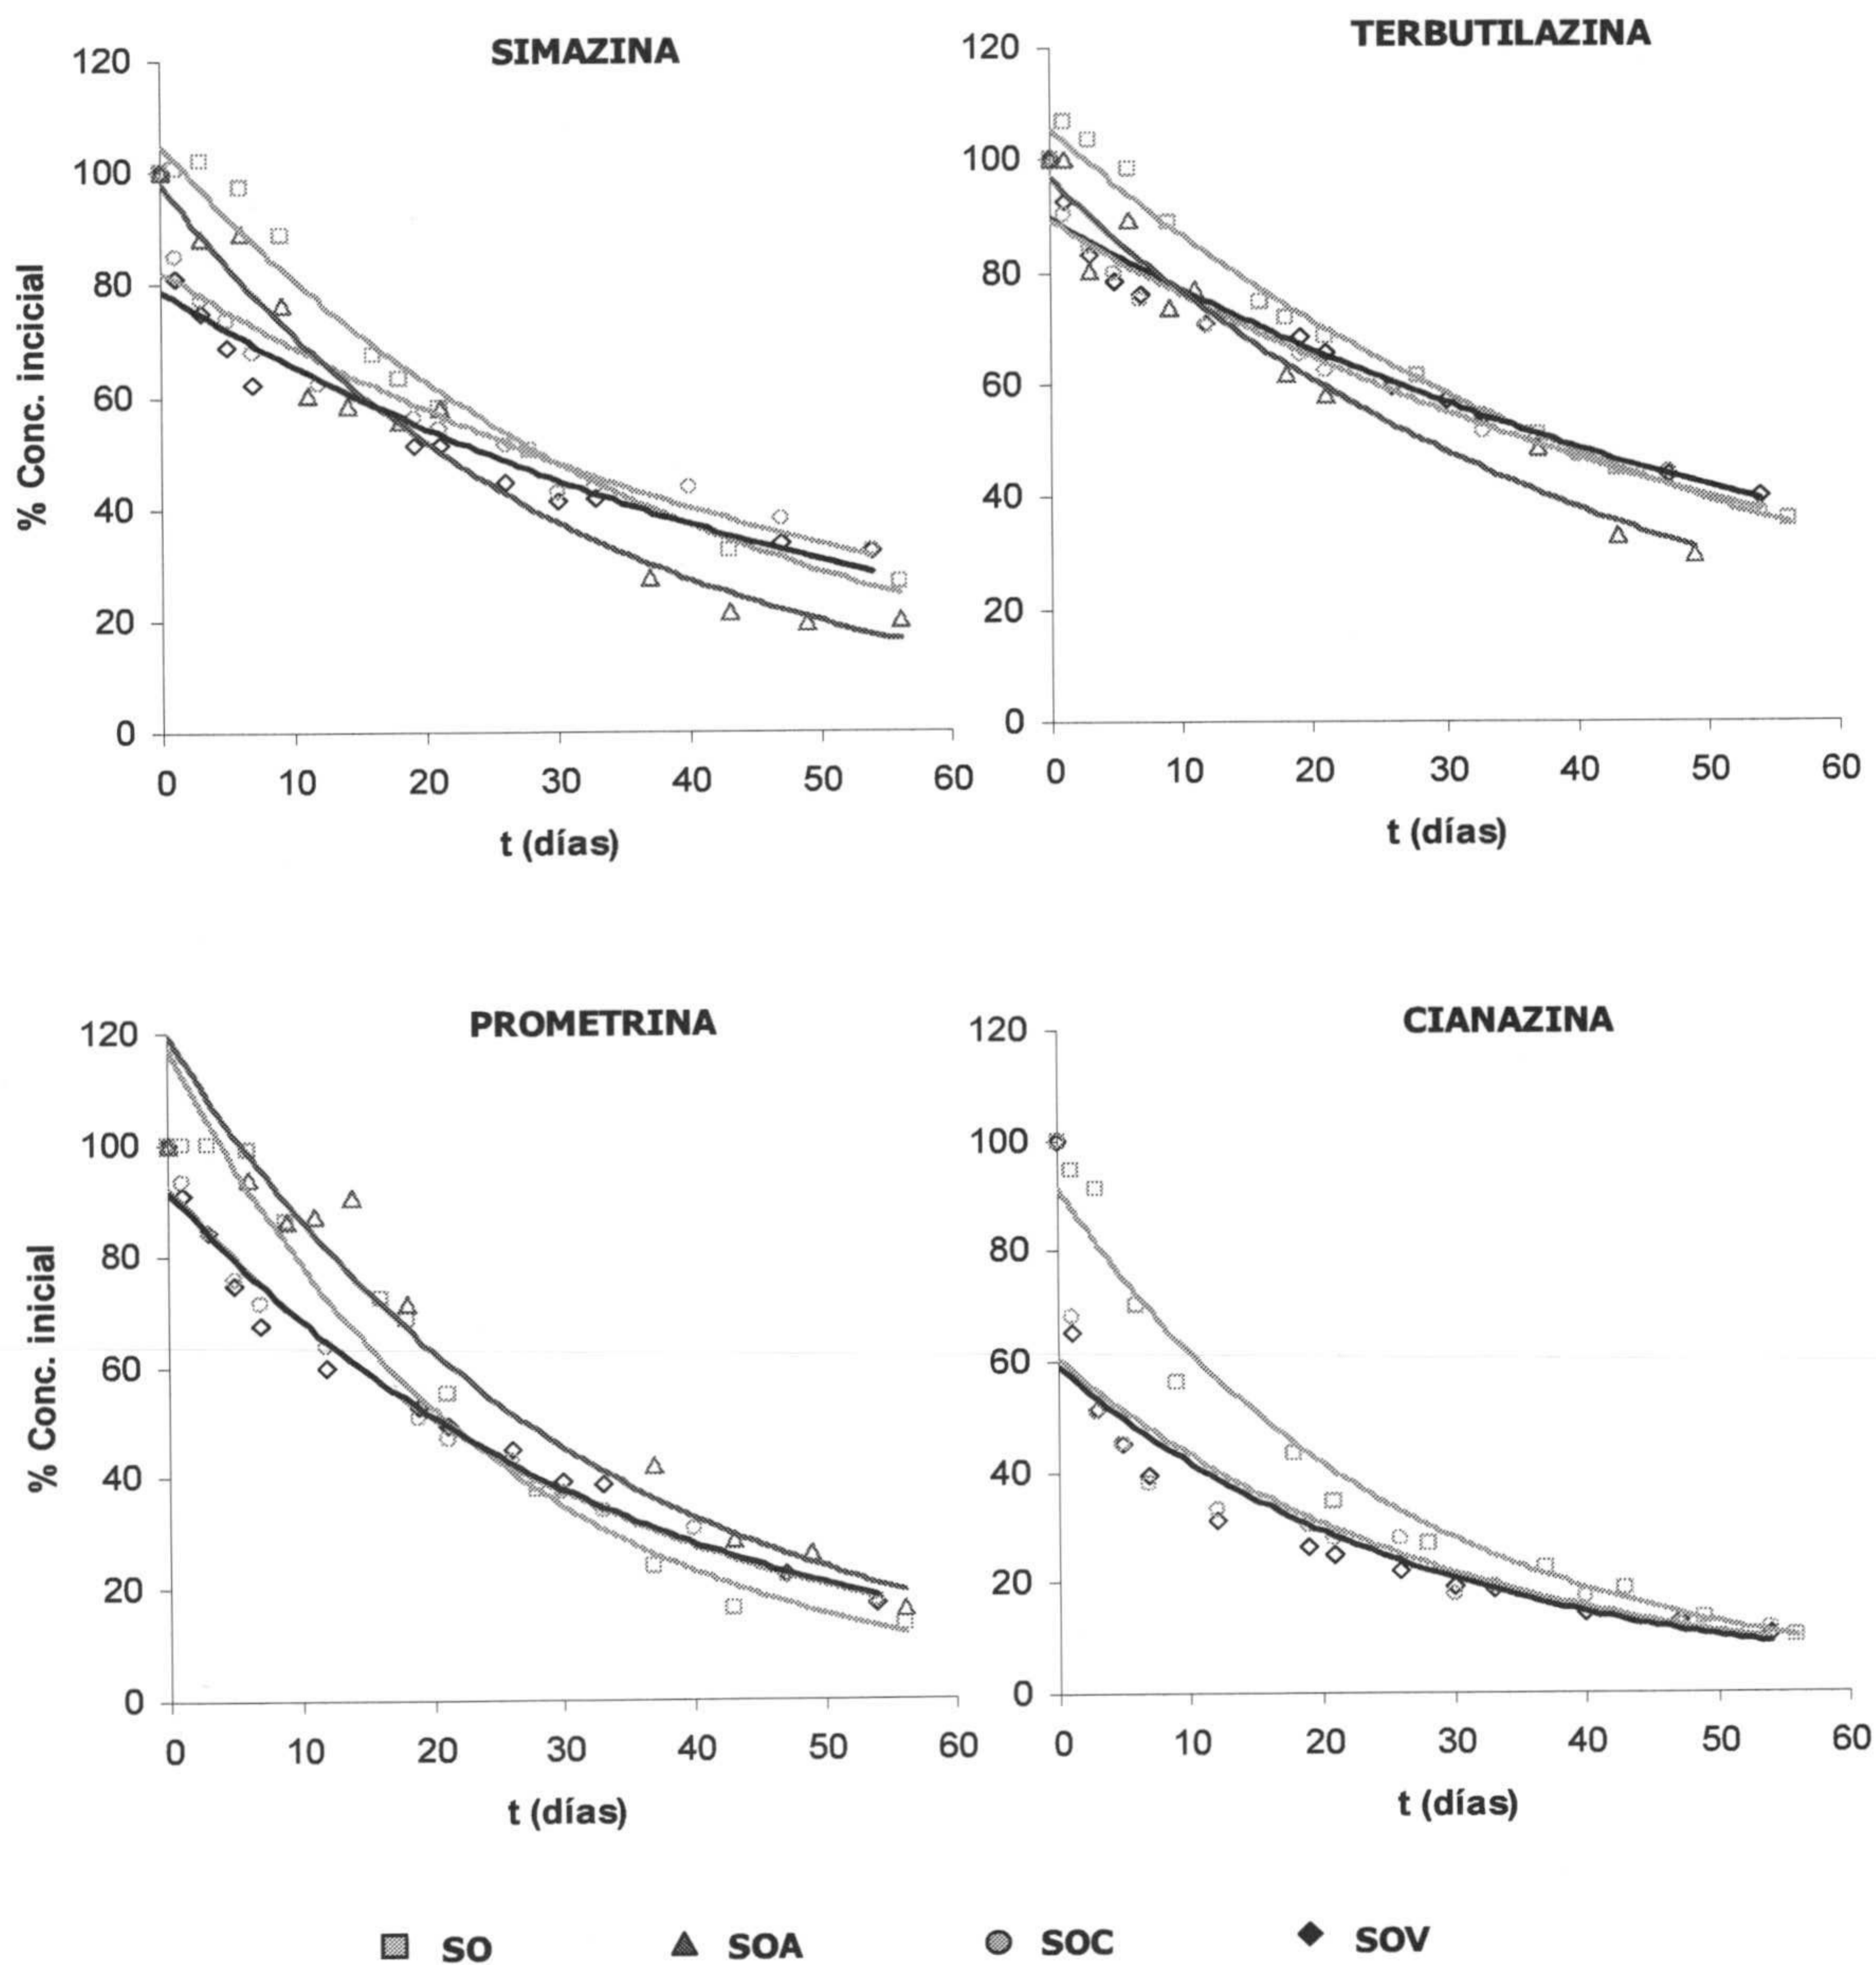 SIMAZINA
% Conc. incicial
120
100
80
60
40
20
0
0 10 20 30 40 50 60
t (días)
TERBUTILAZINA
120
100
80
60
40
20
0
0 10 20 30 40 50 60
t (días)
PROMETRINA
% Conc. inicial
120
100
80
60
40
20
0
0 10 20 30 40 50 60
t (días)
CIANAZINA
120
100
80
60
40
20
0
0 10 20 30 40 50 60
t (días)
SO SOA SOC SOV